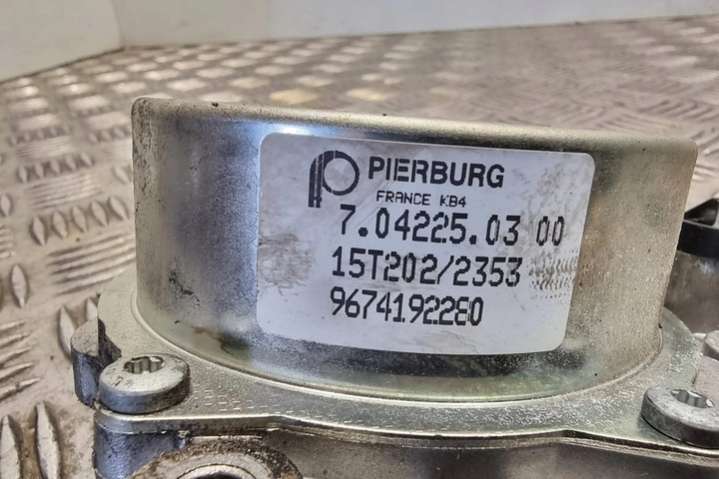 PIERBURG
FRANCE KB4
7.04225.03 00
15T202/2353
9674192280